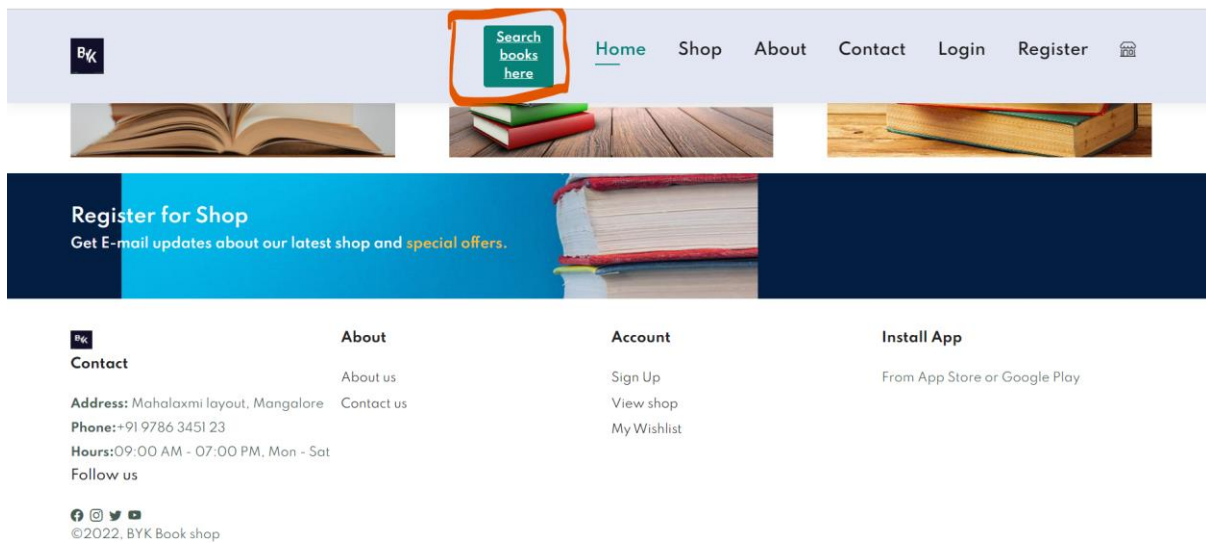 BYK
Search
books
here
Home
Shop
About
Contact
Login
Register
Register for Shop
Get E-mail updates about our latest shop and special offers.
BYK
Contact
Address: Mahalaxmi layout, Mangalore
Phone:+91 9786 3451 23
Hours:09:00 AM - 07:00 PM, Mon - Sat
Follow us
©2022, BYK Book shop
About
About us
Contact us
Account
Sign Up
View shop
My Wishlist
Install App
From App Store or Google Play